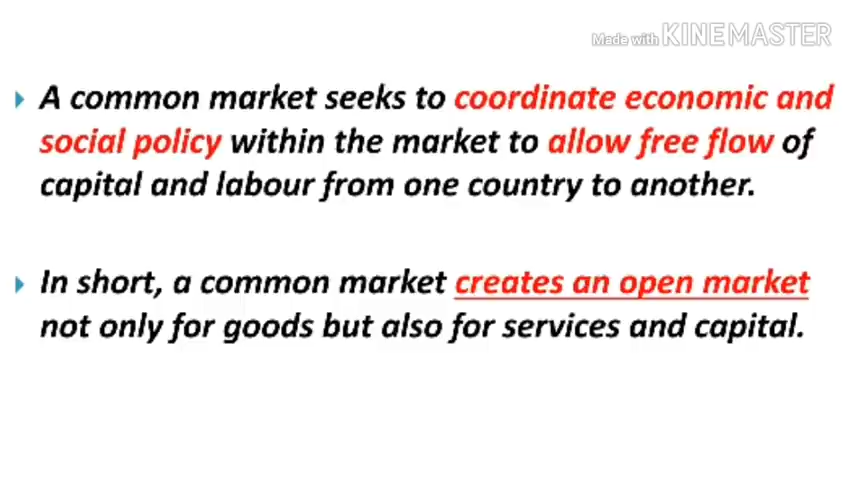 Made with KINEMASTER
A common market seeks to coordinate economic and
social policy within the market to allow free flow of
capital and labour from one country to another.
In short, a common market creates an open market
not only for goods but also for services and capital.